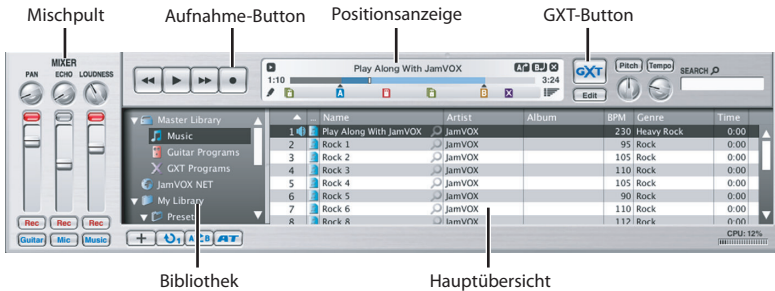 Mischpult Aufnahme-Button Positionsanzeige GXT-Button
MIXER
PAN ECHO LOUDNESS
Play Along With JamVOX
1:10 3:24
A B
A B X
GXT
Edit
Pitch Tempo
SEARCH
Master Library
Music
Guitar Programs
GXT Programs
JamVOX NET
My Library
Preset
.. Name Artist Album BPM Genre Time
1 Play Along With JamVOX JamVOX 230 Heavy Rock 0:00
2 Rock 1 JamVOX 95 Rock 0:00
3 Rock 2 JamVOX 105 Rock 0:00
4 Rock 3 JamVOX 110 Rock 0:00
5 Rock 4 JamVOX 105 Rock 0:00
6 Rock 5 JamVOX 90 Rock 0:00
7 Rock 6 JamVOX 110 Rock 0:00
8 Rock 8 JamVOX 112 Rock 0:00
Rec Rec Rec
Guitar Mic Music
+ 1 A B AT
CPU: 12%
Bibliothek Hauptübersicht